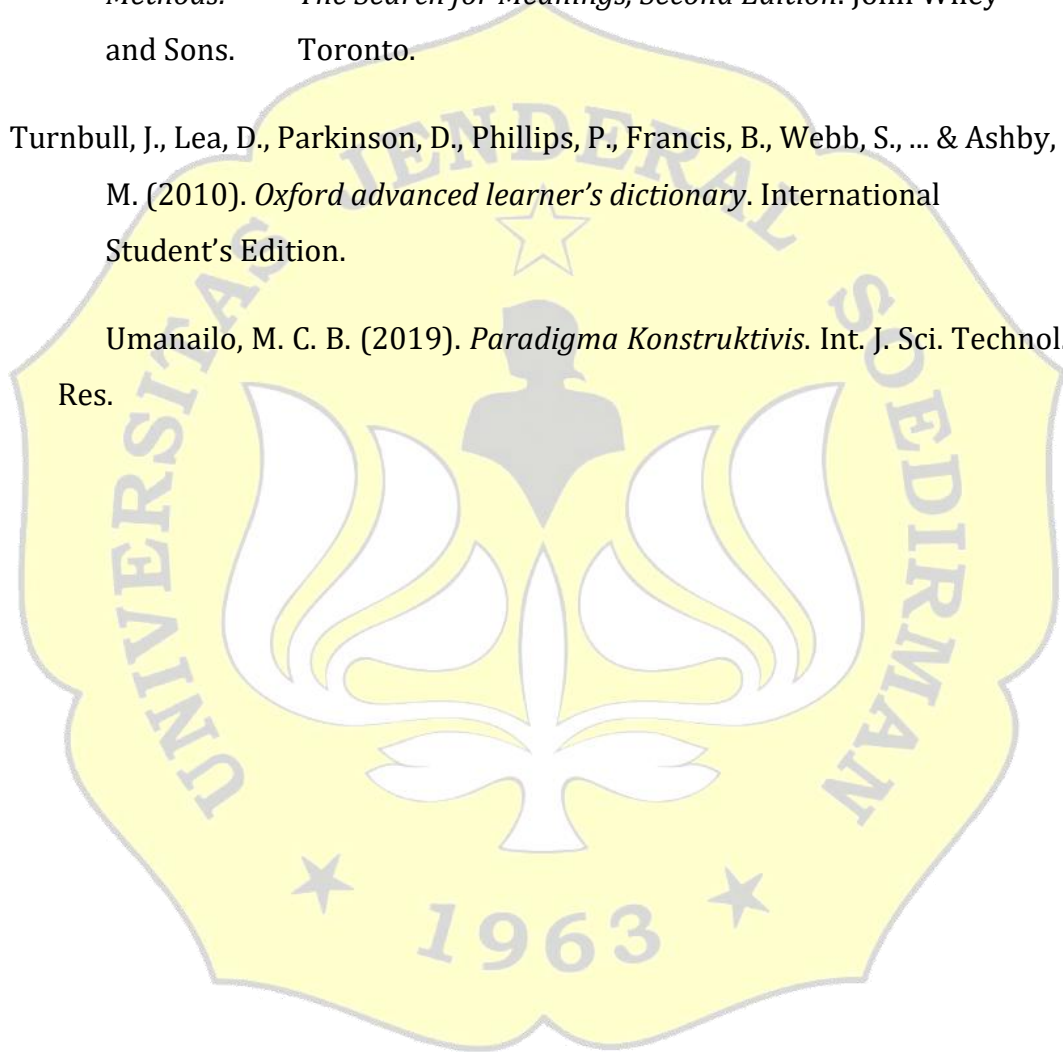 Methods. The Search for Meanings, Second Edition. John Wiley
and Sons. Toronto.
Turnbull, J., Lea, D., Parkinson, D., Phillips, P., Francis, B., Webb, S., ... & Ashby,
M. (2010). Oxford advanced learner’s dictionary. International
Student’s Edition.
Umanailo, M. C. B. (2019). Paradigma Konstruktivis. Int. J. Sci. Technol.
Res.
UNIVERSITAS JENDERAL SOEDIRMAN
1963